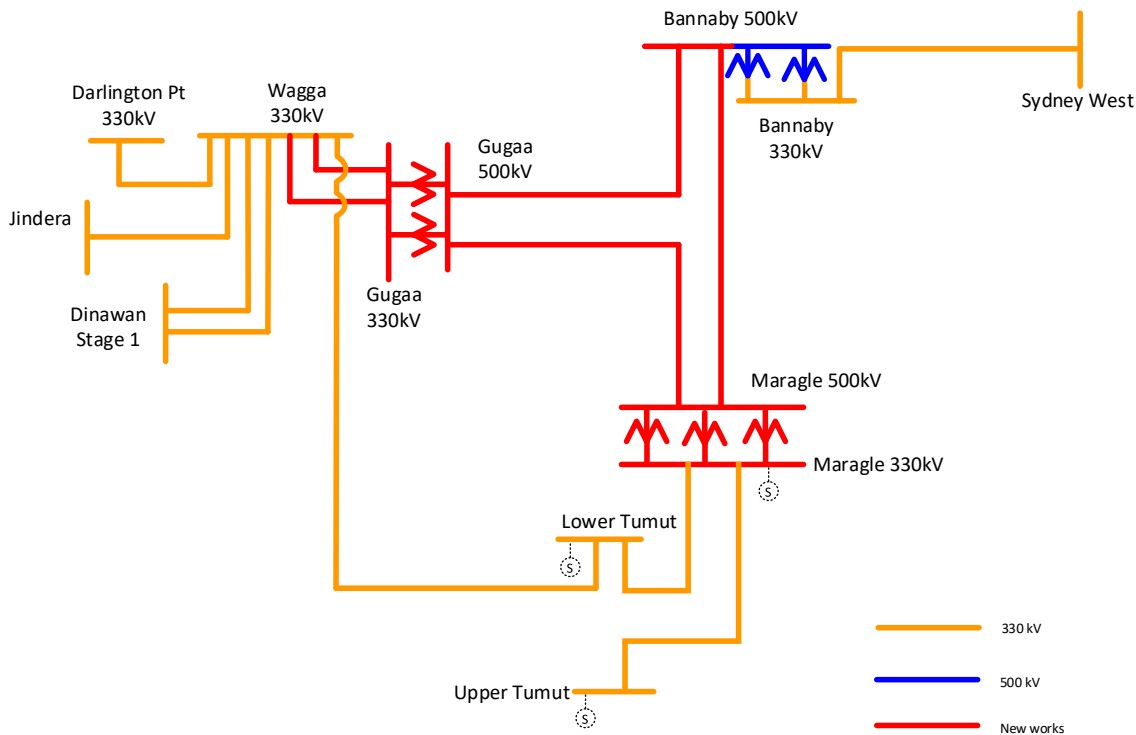 Bannaby 500kV
Sydney West
Bannaby
330kV
Darlington Pt
330kV
Wagga
330kV
Gugaa
500kV
Jindera
Gugaa
330kV
Dinawan
Stage 1
Maragle 500kV
Maragle 330kV
S
Lower Tumut
S
Upper Tumut
S
330 kV
500 kV
New works